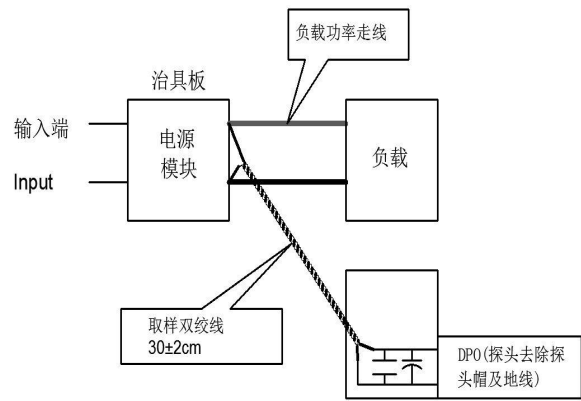 负载功率走线
治具板
输入端
Input
电源
模块
负载
取样双绞线
30±2cm
DPO(探头去除探
头帽及地线)